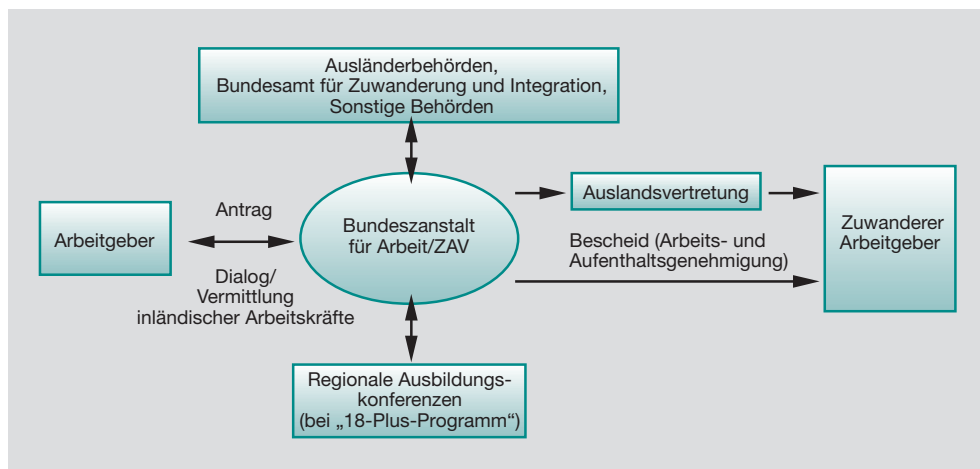 Ausländerbehörden,
Bundesamt für Zuwanderung und Integration,
Sonstige Behörden
Arbeitgeber
Antrag
Dialog/
Vermittlung
inländischer Arbeitskräfte
Bundeszanstalt
für Arbeit/ZAV
Auslandsvertretung
Bescheid (Arbeits- und
Aufenthaltsgenehmigung)
Zuwanderer
Arbeitgeber
Regionale Ausbildungs-
konferenzen
(bei „18-Plus-Programm“)